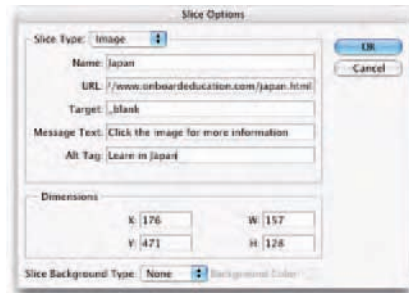 Slice Options
Slice Type: Image
OK
Name: Japan
Cancel
URL: //www.onboardeducation.com/japan.html
Target: _blank
Message Text: Click the image for more information
Alt Tag: Learn in Japan
Dimensions
X: 176 W: 157
Y: 471 H: 128
Slice Background Type: None Background Color: